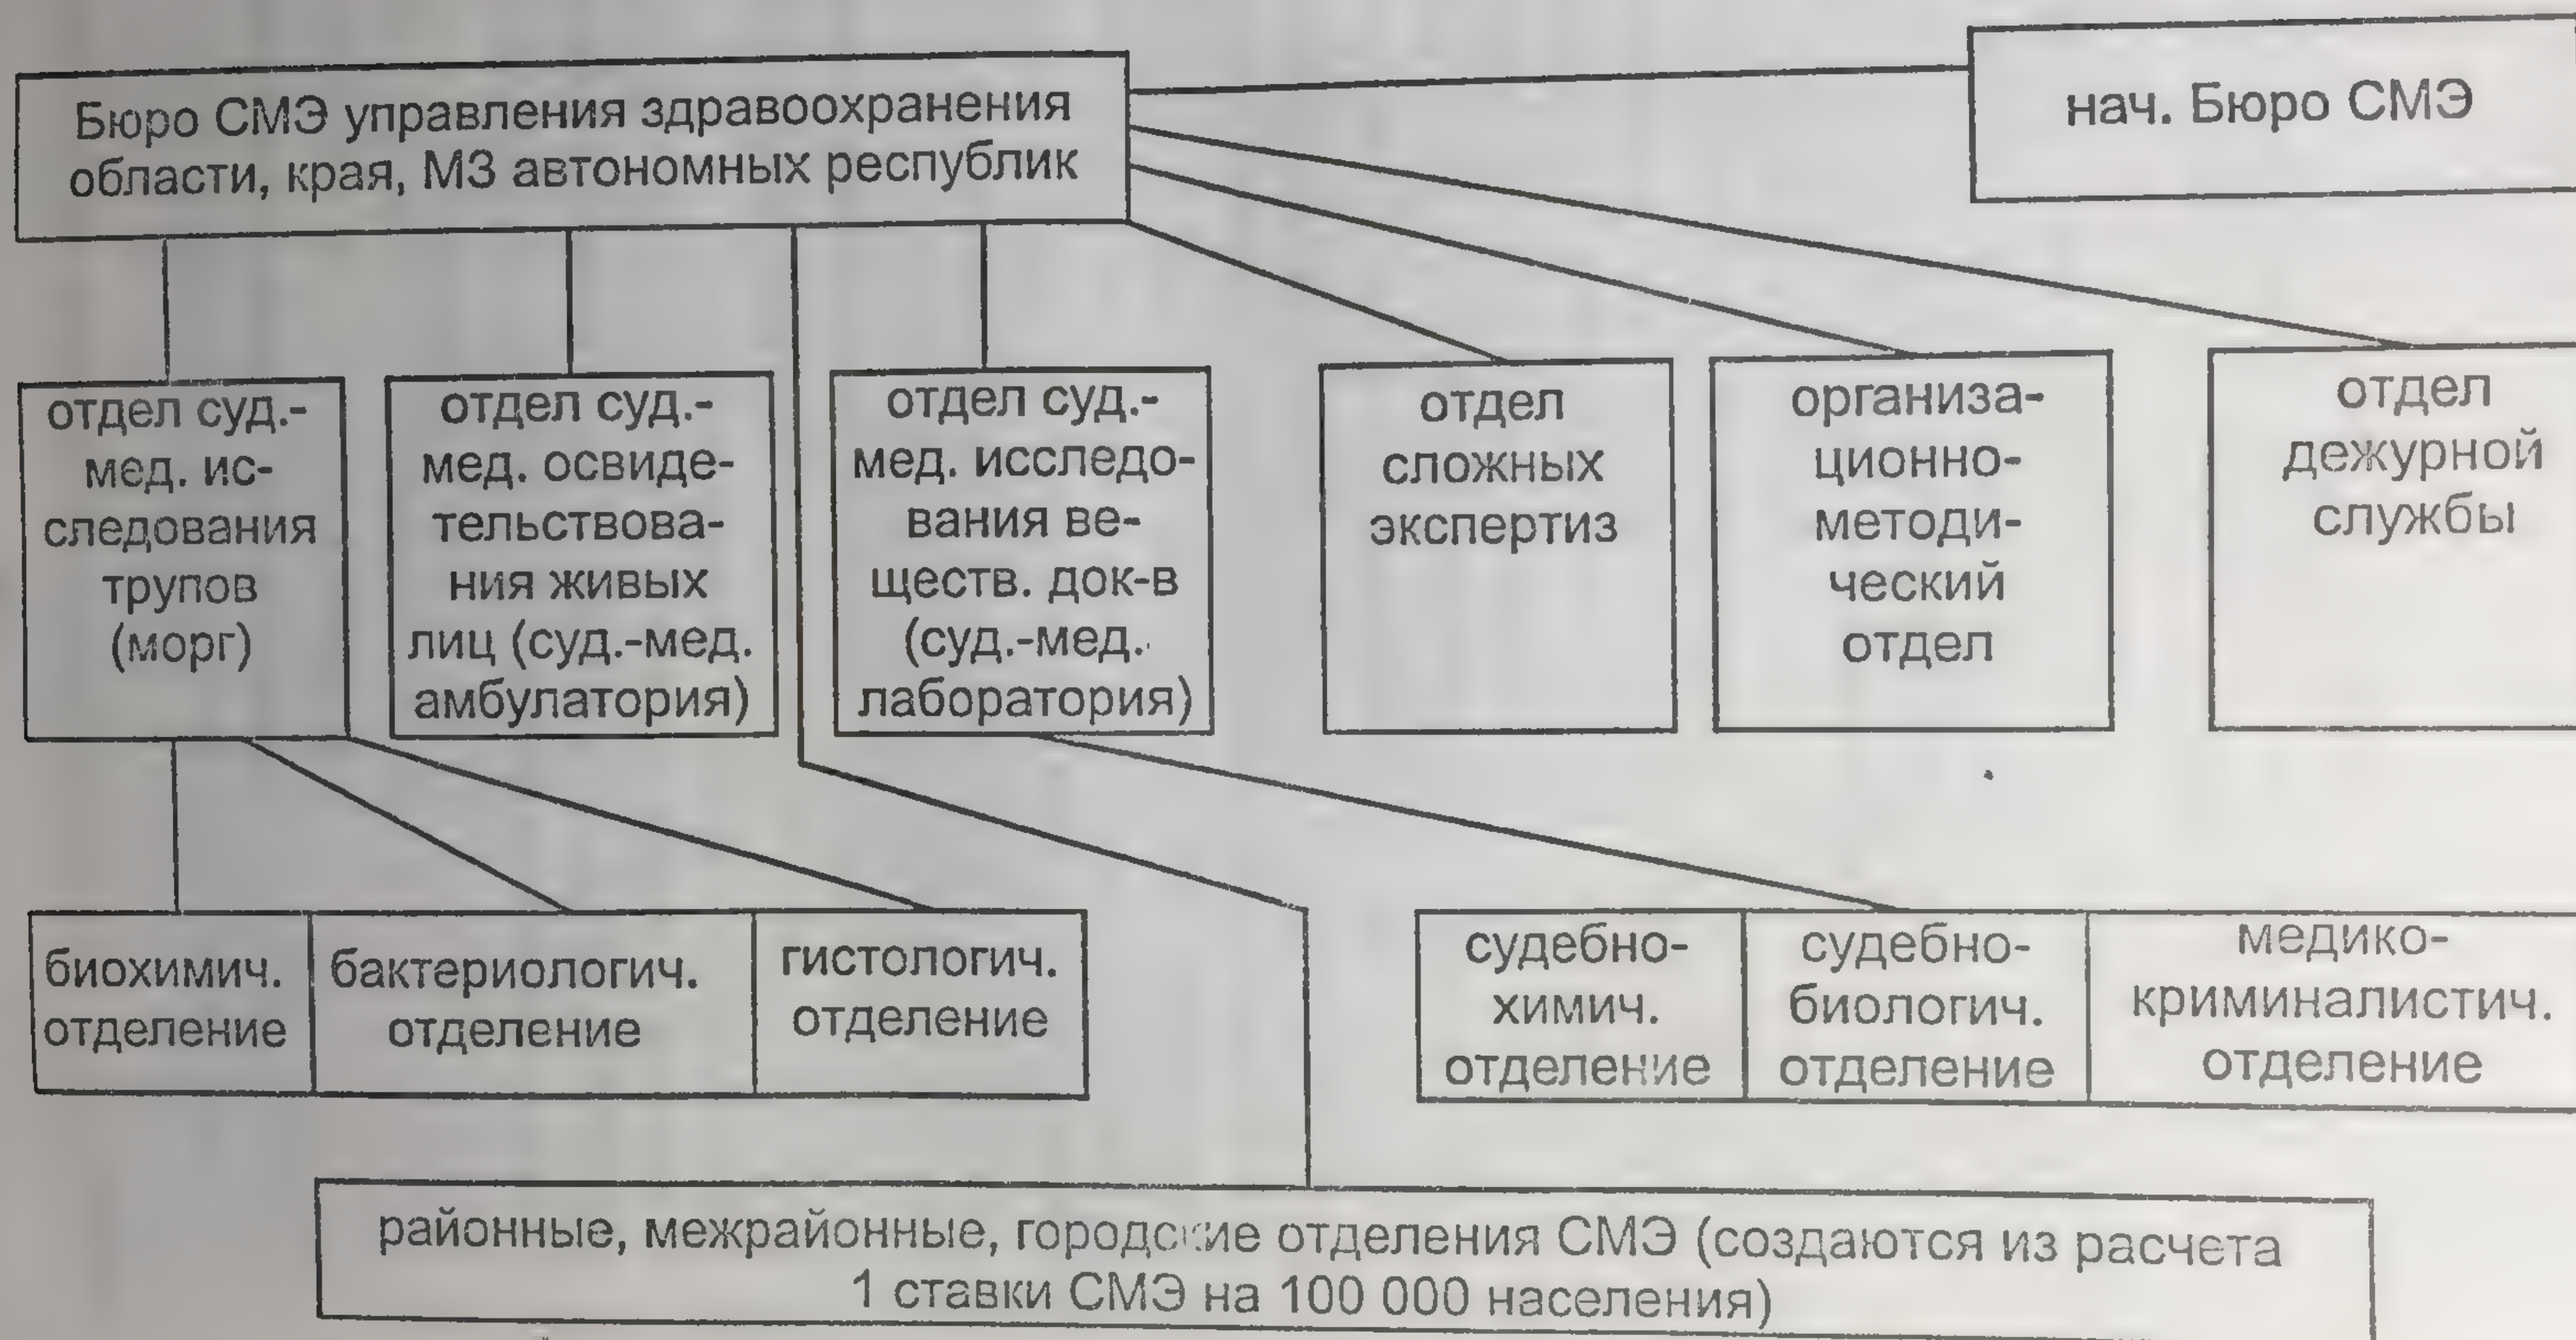 Бюро СМЭ управления здравоохранения
области, края, МЗ автономных республик
нач. Бюро СМЭ
отдел суд.-
мед. ис-
следования
трупов
(морг)
отдел суд.-
мед. освиде-
тельствова-
ния живых
лиц (суд.-мед.
амбулатория)
отдел суд.-
мед. исследо-
вания ве-
ществ. док-в
(суд.-мед.
лаборатория)
отдел
сложных
экспертиз
организа-
ционно-
методи-
ческий
отдел
отдел
дежурной
службы
биохимич.
отделение
бактериологич.
отделение
гистологич.
отделение
судебно-
химич.
отделение
судебно-
биологич.
отделение
медико-
криминалистич.
отделение
районные, межрайонные, городские отделения СМЭ (создаются из расчета
1 ставки СМЭ на 100 000 населения)